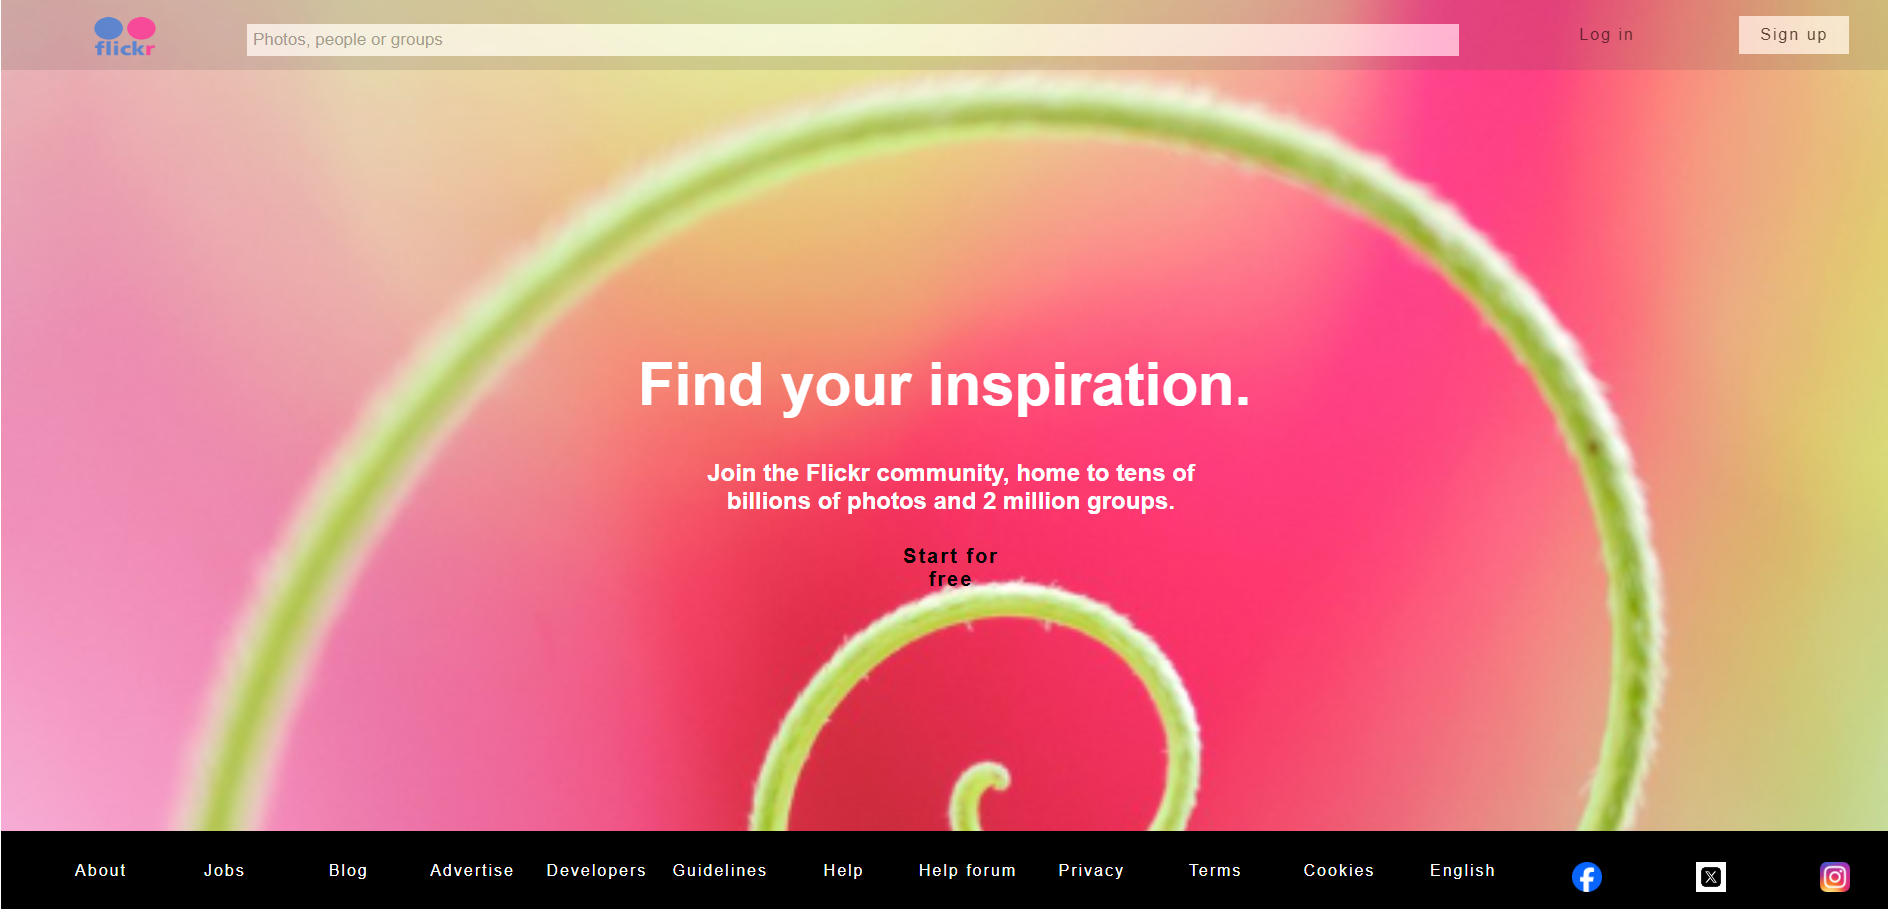 flickr
Photos, people or groups
Log in
Sign up
Find your inspiration.
Join the Flickr community, home to tens of
billions of photos and 2 million groups.
Start for
free
About
Jobs
Blog
Advertise
Developers
Guidelines
Help
Help forum
Privacy
Terms
Cookies
English